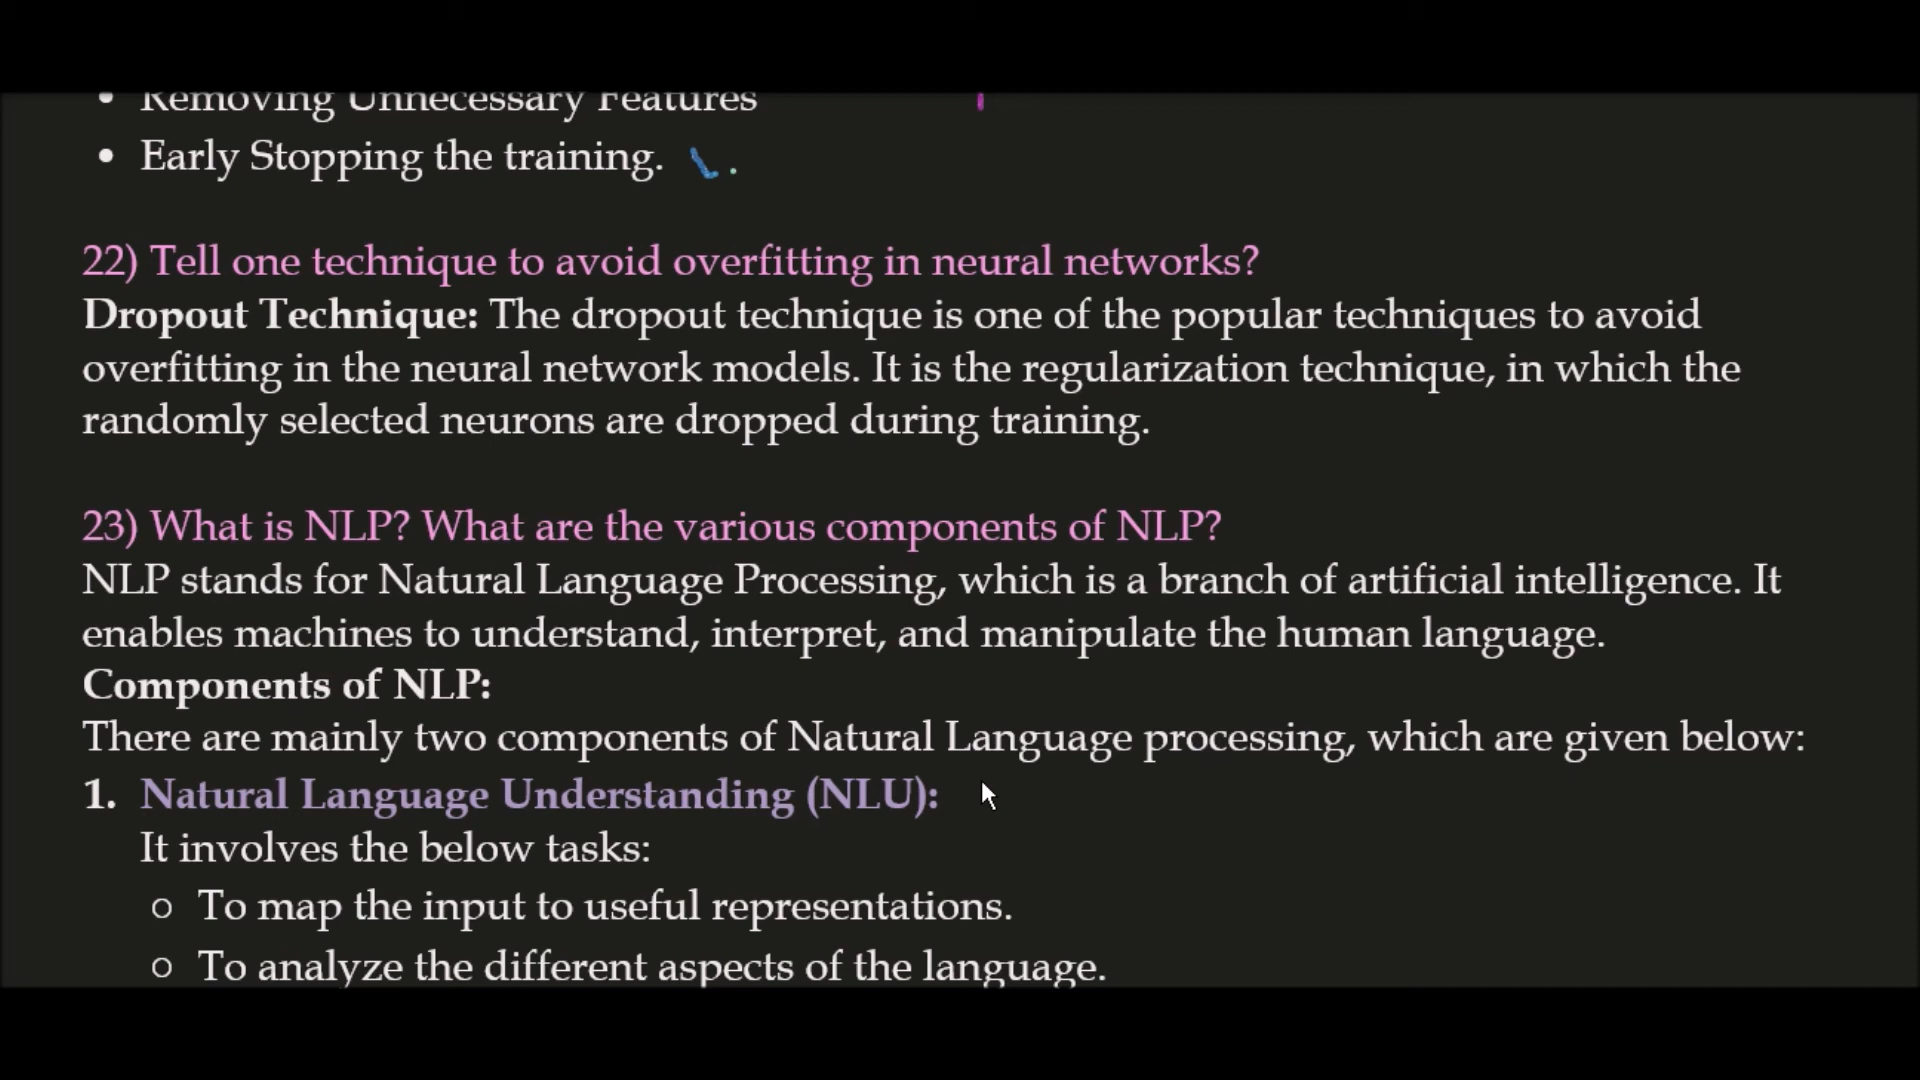 • Removing Unnecessary Features
• Early Stopping the training.
22) Tell one technique to avoid overfitting in neural networks?
Dropout Technique: The dropout technique is one of the popular techniques to avoid
overfitting in the neural network models. It is the regularization technique, in which the
randomly selected neurons are dropped during training.
23) What is NLP? What are the various components of NLP?
NLP stands for Natural Language Processing, which is a branch of artificial intelligence. It
enables machines to understand, interpret, and manipulate the human language.
Components of NLP:
There are mainly two components of Natural Language processing, which are given below:
1. Natural Language Understanding (NLU):
It involves the below tasks:
○ To map the input to useful representations.
○ To analyze the different aspects of the language.